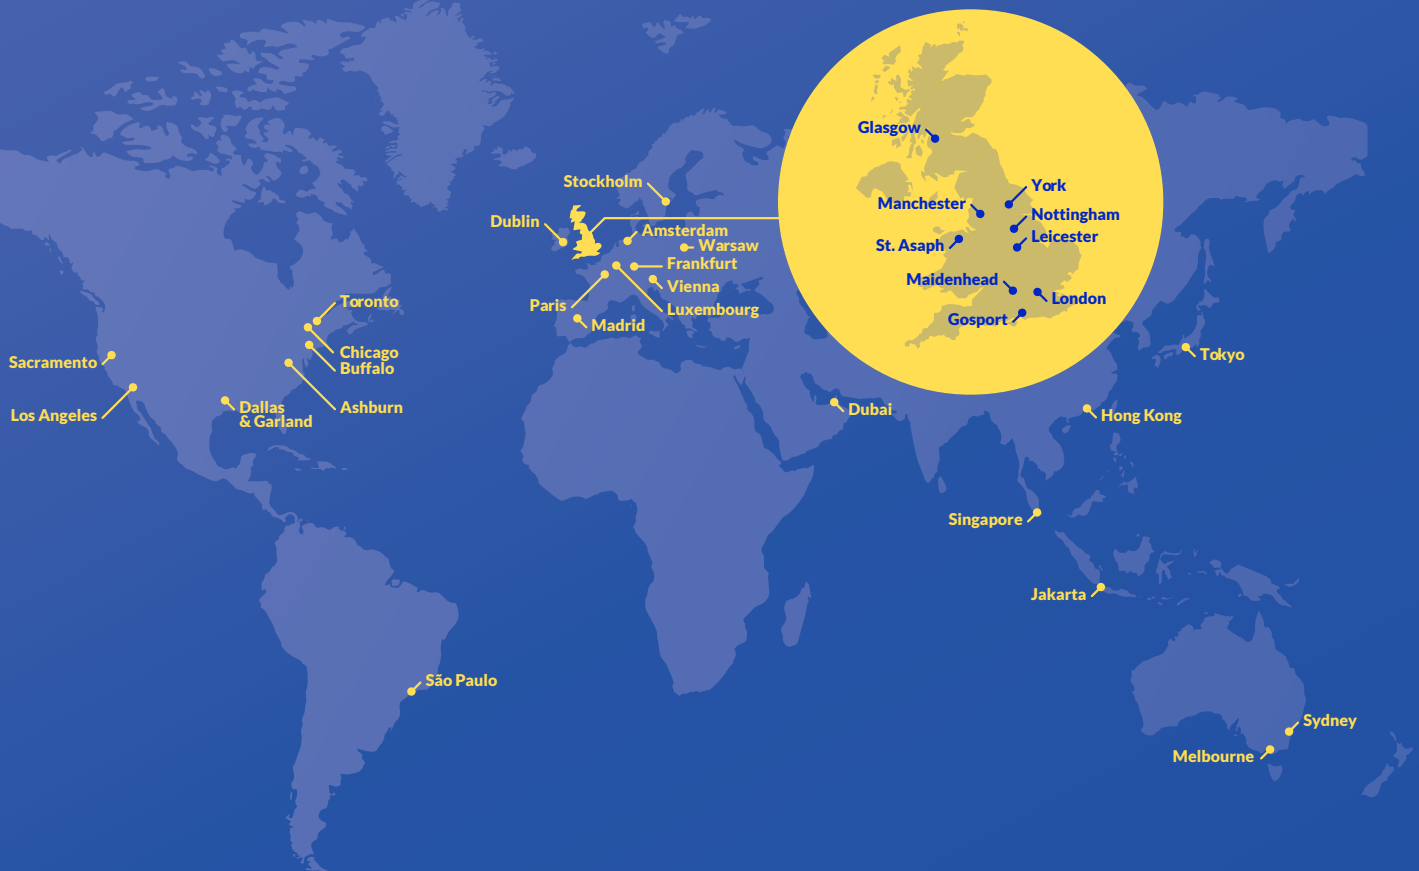 Glasgow
York
Manchester
Nottingham
St. Asaph
Leicester
Maidenhead
London
Gosport
Stockholm
Dublin
Amsterdam
Warsaw
Frankfurt
Vienna
Paris
Luxembourg
Madrid
Toronto
Chicago
Buffalo
Sacramento
Los Angeles
Dallas
& Garland
Ashburn
Tokyo
Dubai
Hong Kong
Singapore
Jakarta
São Paulo
Sydney
Melbourne